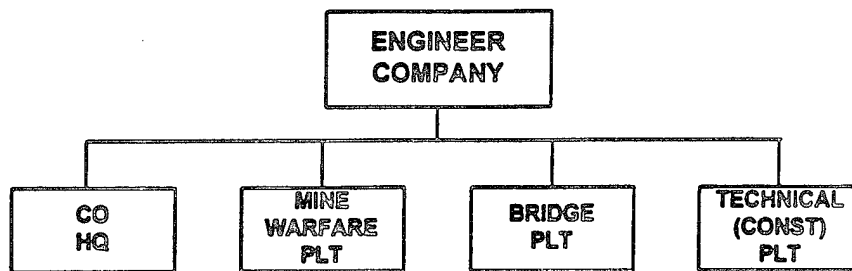 ENGINEER
COMPANY
CO
HQ
MINE
WARFARE
PLT
BRIDGE
PLT
TECHNICAL
(CONST)
PLT